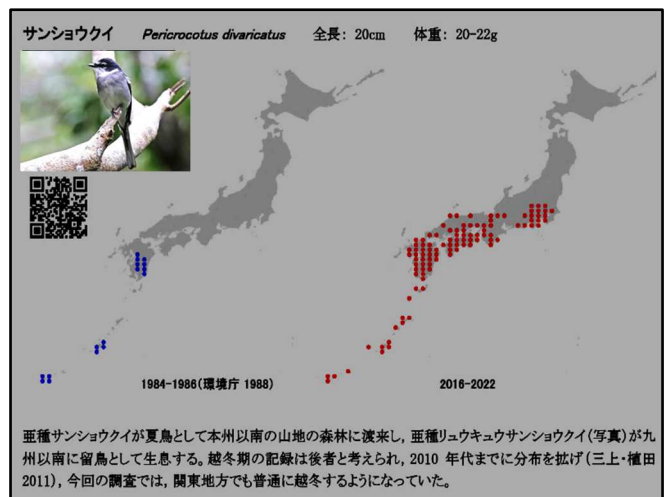 サンショウクイ Pericrocotus divaricatus 全長: 20cm 体重: 20-22g
1984-1986(環境庁 1988) 2016-2022
亜種サンショウクイが夏鳥として本州以南の山地の森林に渡来し,亜種リュウキュウサンショウクイ(写真)が九
州以南に留鳥として生息する。越冬期の記録は後者と考えられ,2010 年代までに分布を拡げ(三上・植田
2011),今回の調査では,関東地方でも普通に越冬するようになっていた。